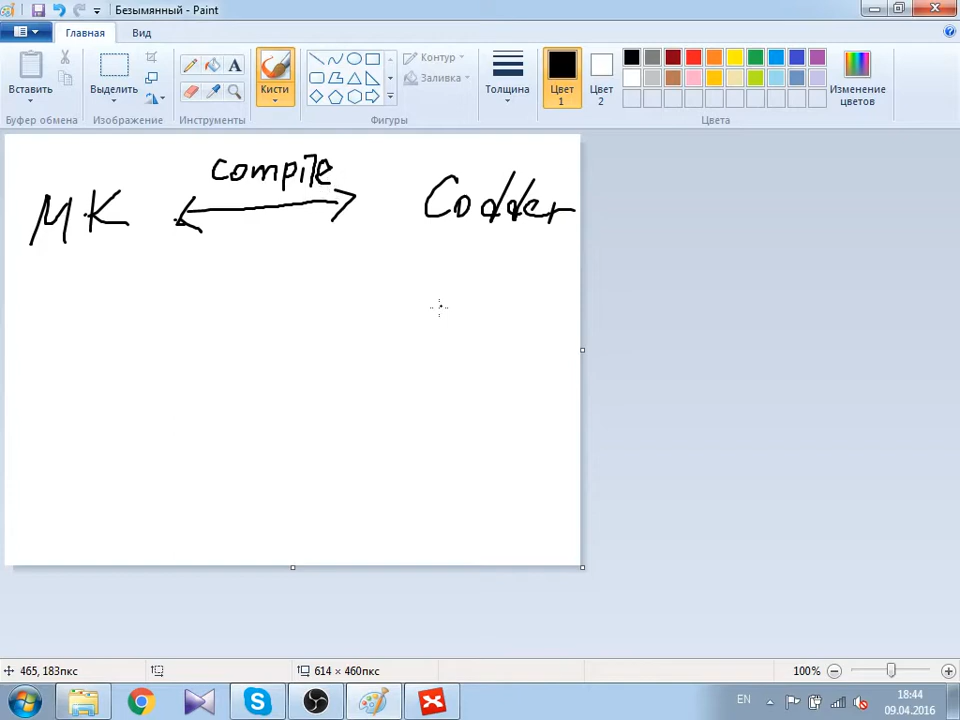 Безымянный - Paint
Главная
Вид
Вставить
Выделить
Кисти
Контур
Заливка
Толщина
Цвет 1
Цвет 2
Изменение цветов
Буфер обмена
Изображение
Инструменты
Фигуры
Цвета
compile
МК
Codder
465, 183пкс
614 × 460пкс
100%
EN
18:44
09.04.2016